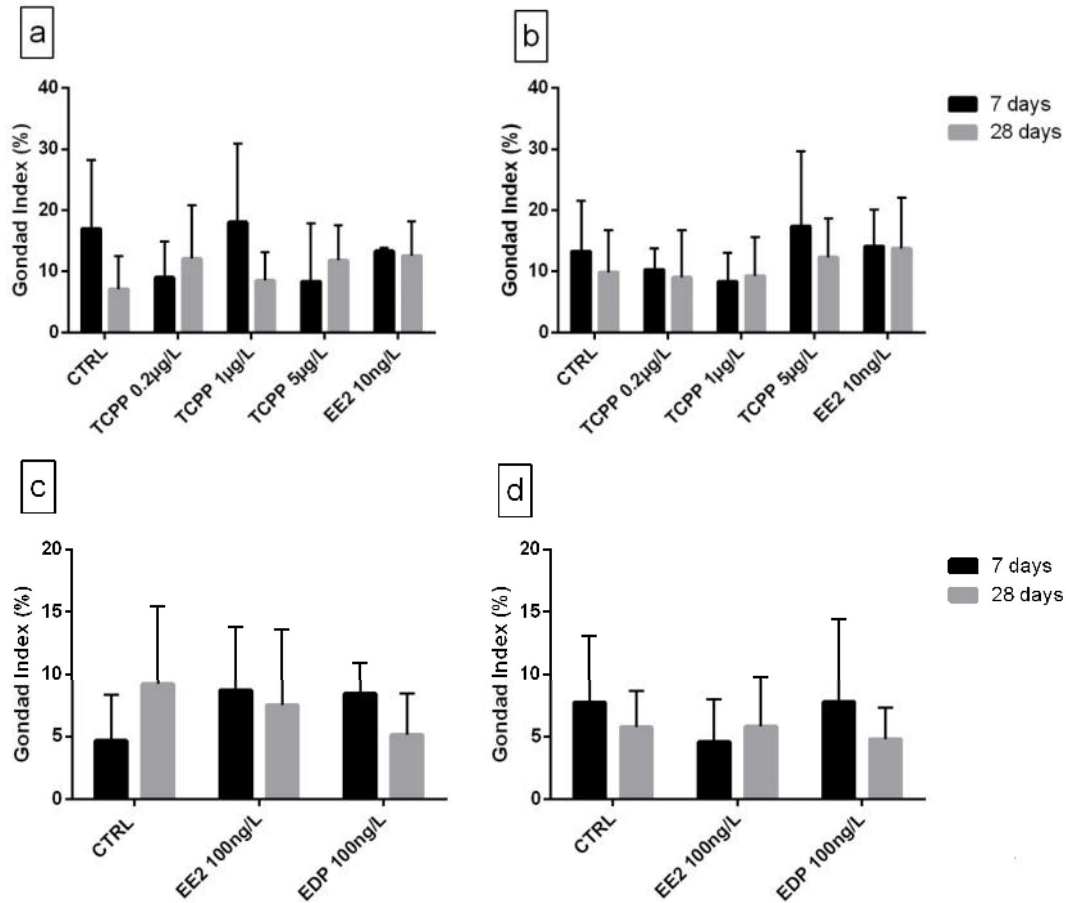 a
b
40
30
20
10
0
Gondad Index (%)
CTRL
TCPP 0.2µg/L
TCPP 1µg/L
TCPP 5µg/L
EE2 10ng/L
40
30
20
10
0
Gondad Index (%)
CTRL
TCPP 0.2µg/L
TCPP 1µg/L
TCPP 5µg/L
EE2 10ng/L
7 days
28 days
c
d
20
15
10
5
0
Gondad Index (%)
CTRL
EE2 100ng/L
EDP 100ng/L
20
15
10
5
0
Gondad Index (%)
CTRL
EE2 100ng/L
EDP 100ng/L
7 days
28 days